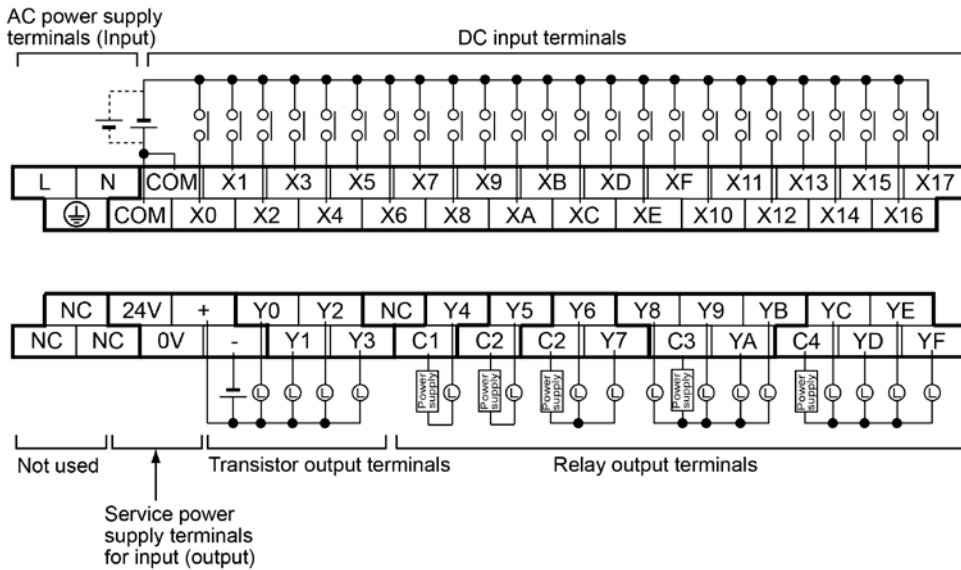 AC power supply
terminals (Input)
DC input terminals
L N COM X1 X3 X5 X7 X9 XB XD XF X11 X13 X15 X17
COM X0 X2 X4 X6 X8 XA XC XE X10 X12 X14 X16
NC 24V + Y0 Y2 NC Y4 Y5 Y6 Y8 Y9 YB YC YE
NC NC 0V - Y1 Y3 C1 C2 C2 Y7 C3 YA C4 YD YF
L L L L Power supply L Power supply L Power supply L L L Power supply L L L Power supply L L L L
Not used
Transistor output terminals
Relay output terminals
Service power
supply terminals
for input (output)